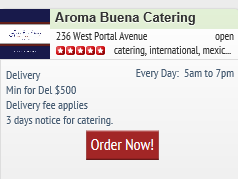 Aroma Buena Catering
236 West Portal Avenue open
catering, international, mexic...
Delivery Every Day: 5am to 7pm
Min for Del $500
Delivery fee applies
3 days notice for catering.
Order Now!